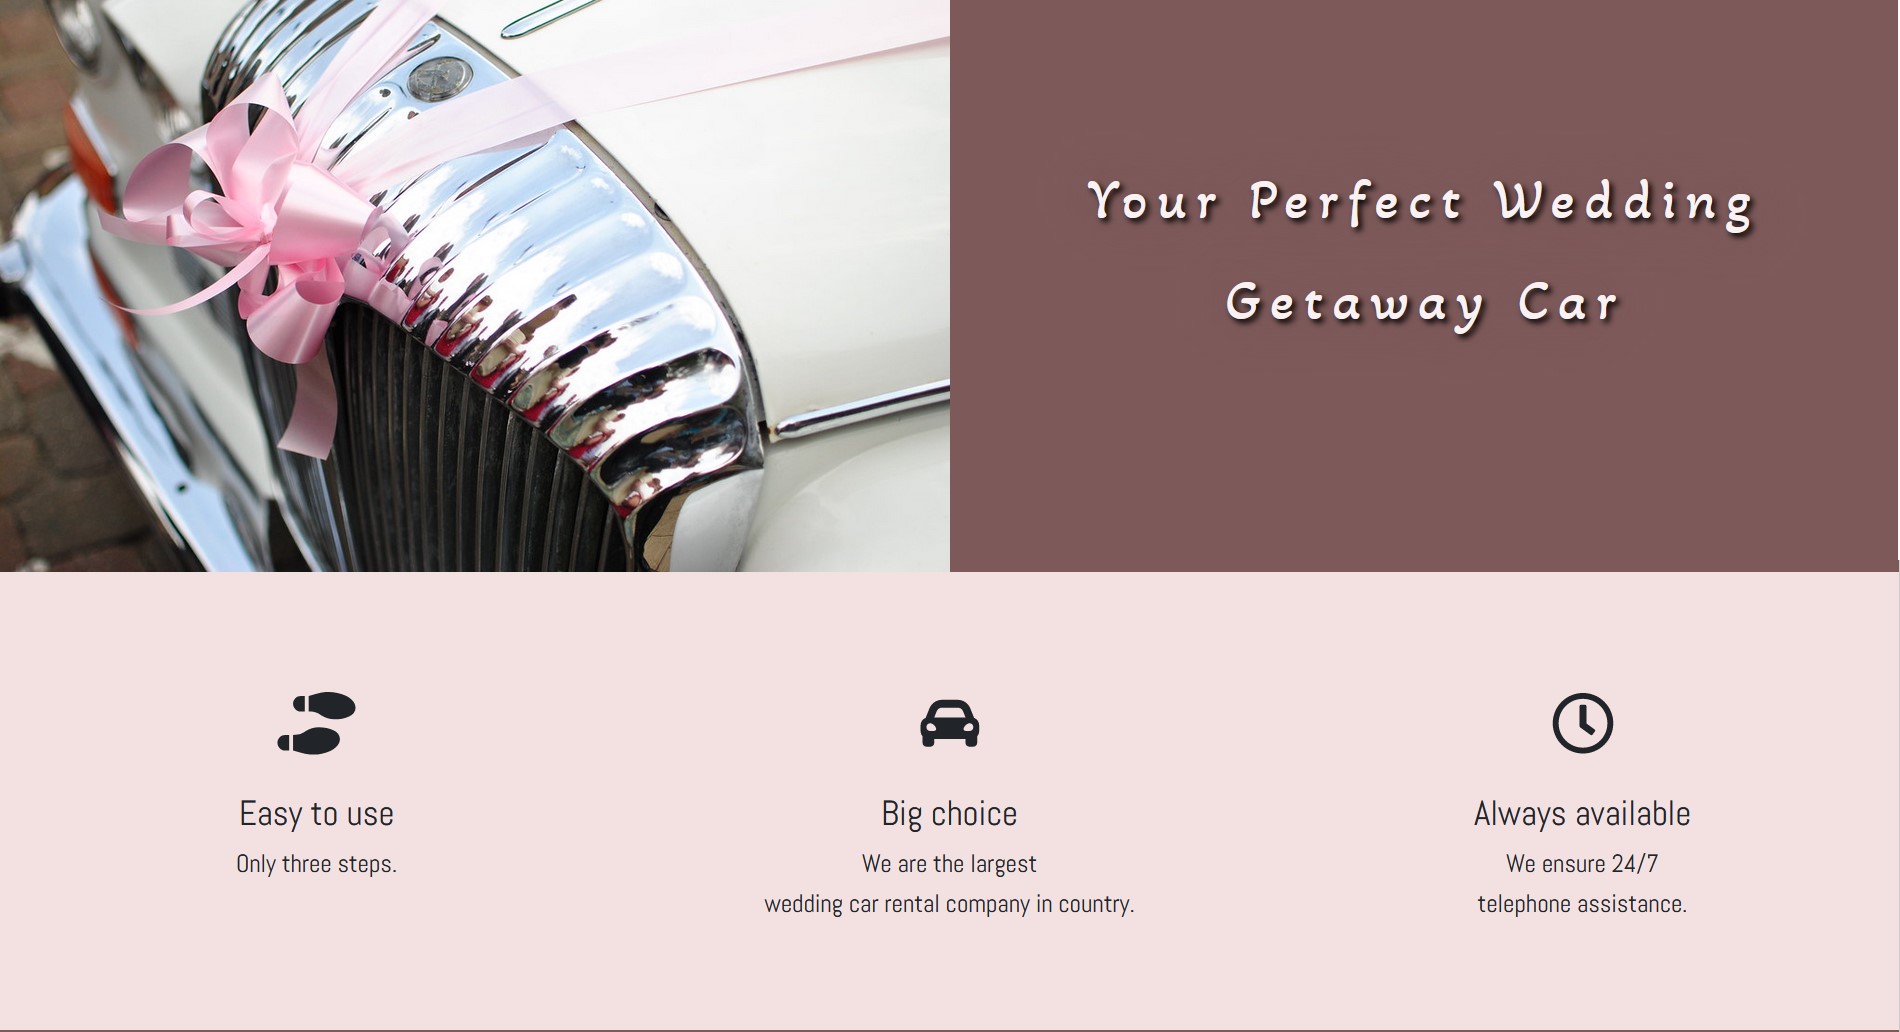 Your Perfect Wedding
Getaway Car
Easy to use
Only three steps.
Big choice
We are the largest
wedding car rental company in country.
Always available
We ensure 24/7
telephone assistance.